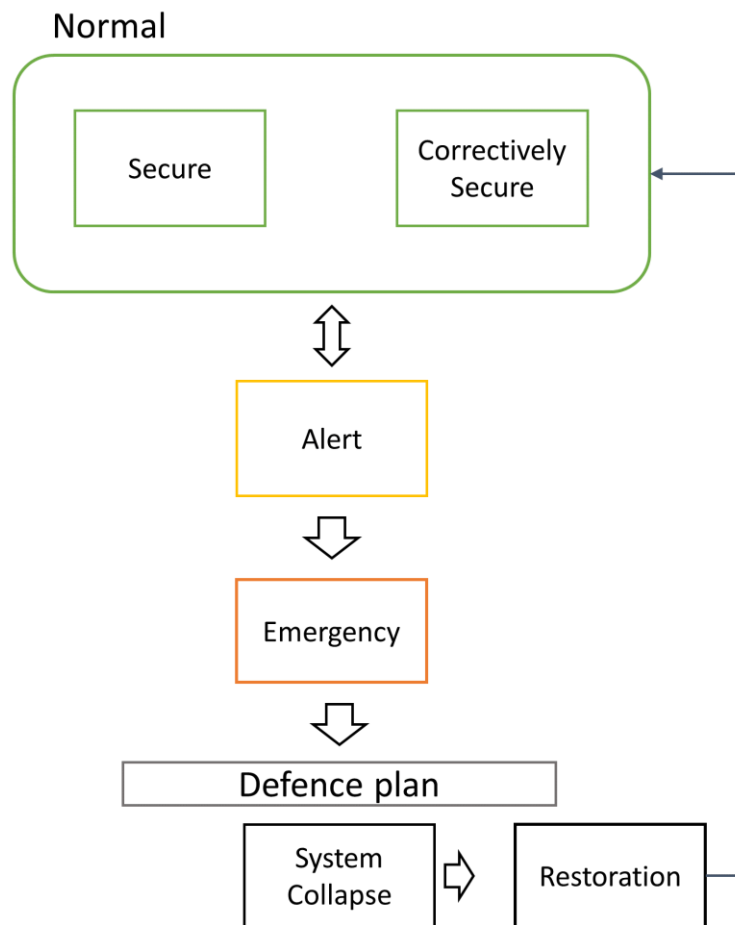 Normal
Secure
Correctively
Secure
Alert
Emergency
Defence plan
System
Collapse
Restoration